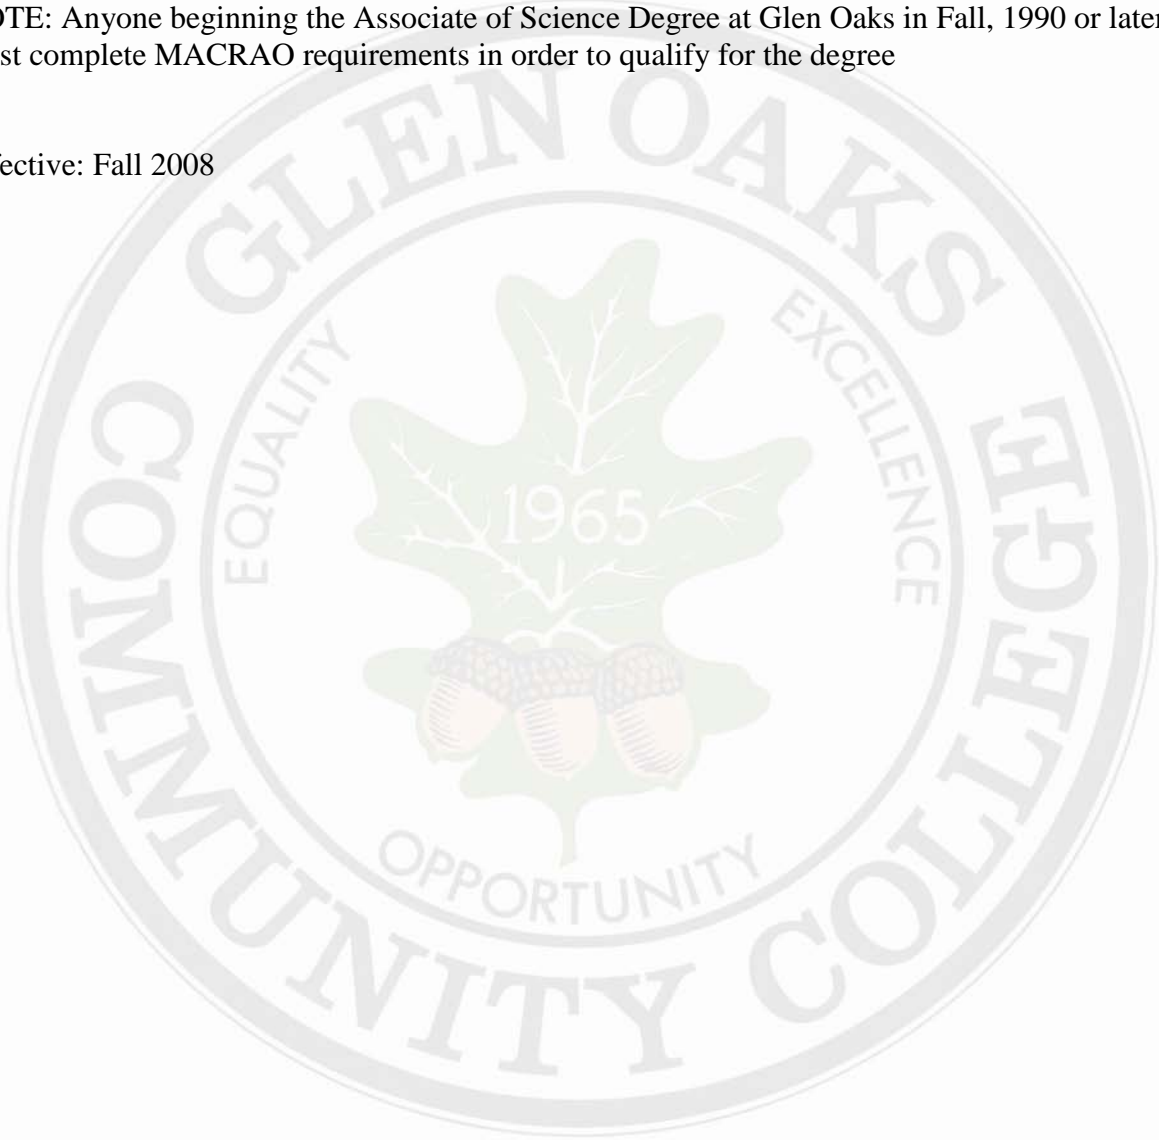 OTE: Anyone beginning the Associate of Science Degree at Glen Oaks in Fall, 1990 or later
st complete MACRAO requirements in order to qualify for the degree
fective: Fall 2008
GLEN OAKS
COMMUNITY COLLEGE
EQUALITY
EXCELLENCE
1965
OPPORTUNITY